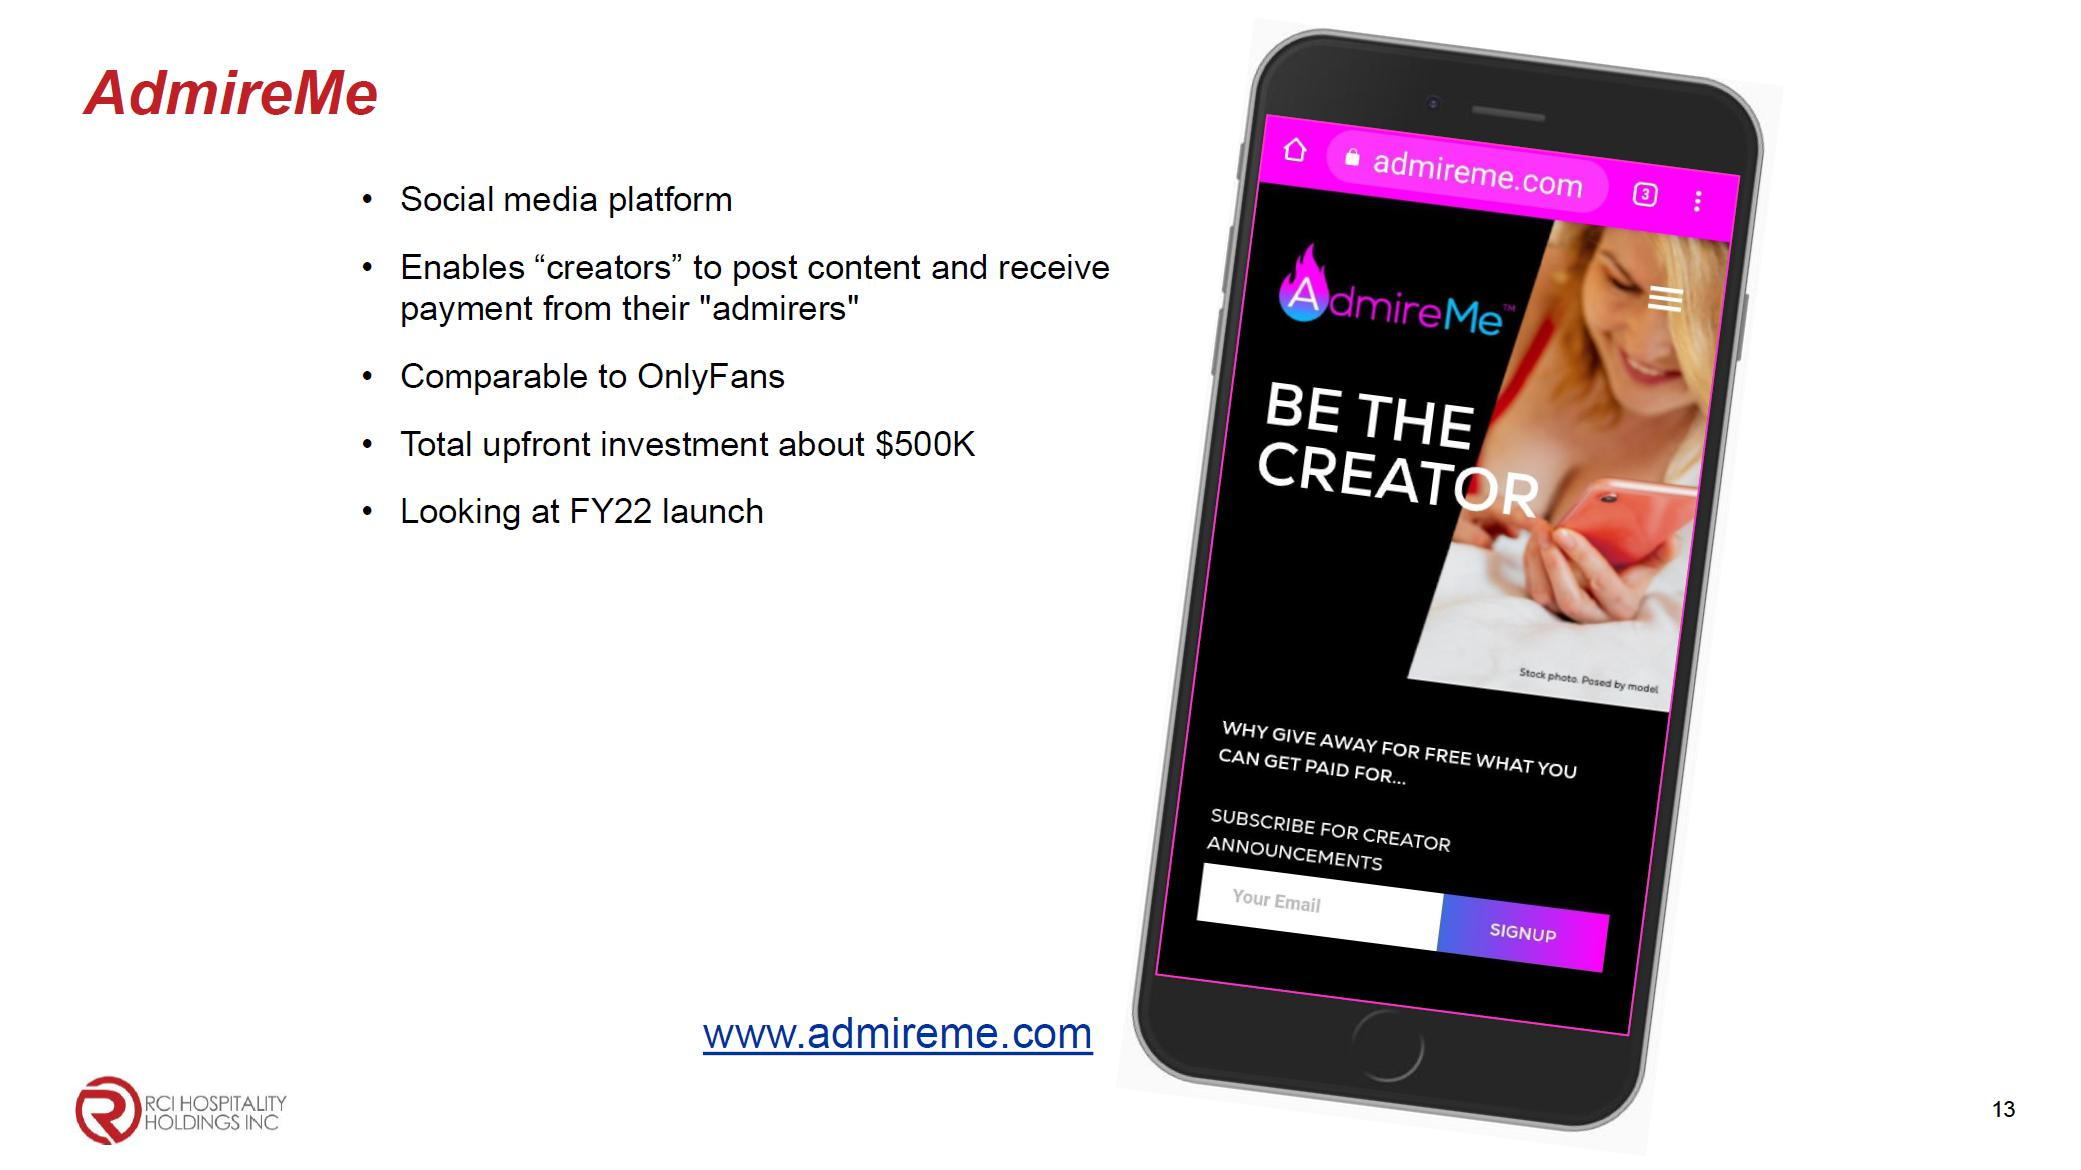 AdmireMe
• Social media platform
• Enables “creators” to post content and receive
payment from their "admirers"
• Comparable to OnlyFans
• Total upfront investment about $500K
• Looking at FY22 launch
www.admireme.com
admireme.com
3
AdmireMe™
BE THE
CREATOR
Stock photo. Posed by model
WHY GIVE AWAY FOR FREE WHAT YOU
CAN GET PAID FOR...
SUBSCRIBE FOR CREATOR
ANNOUNCEMENTS
Your Email
SIGNUP
R
RCI HOSPITALITY
HOLDINGS INC
13